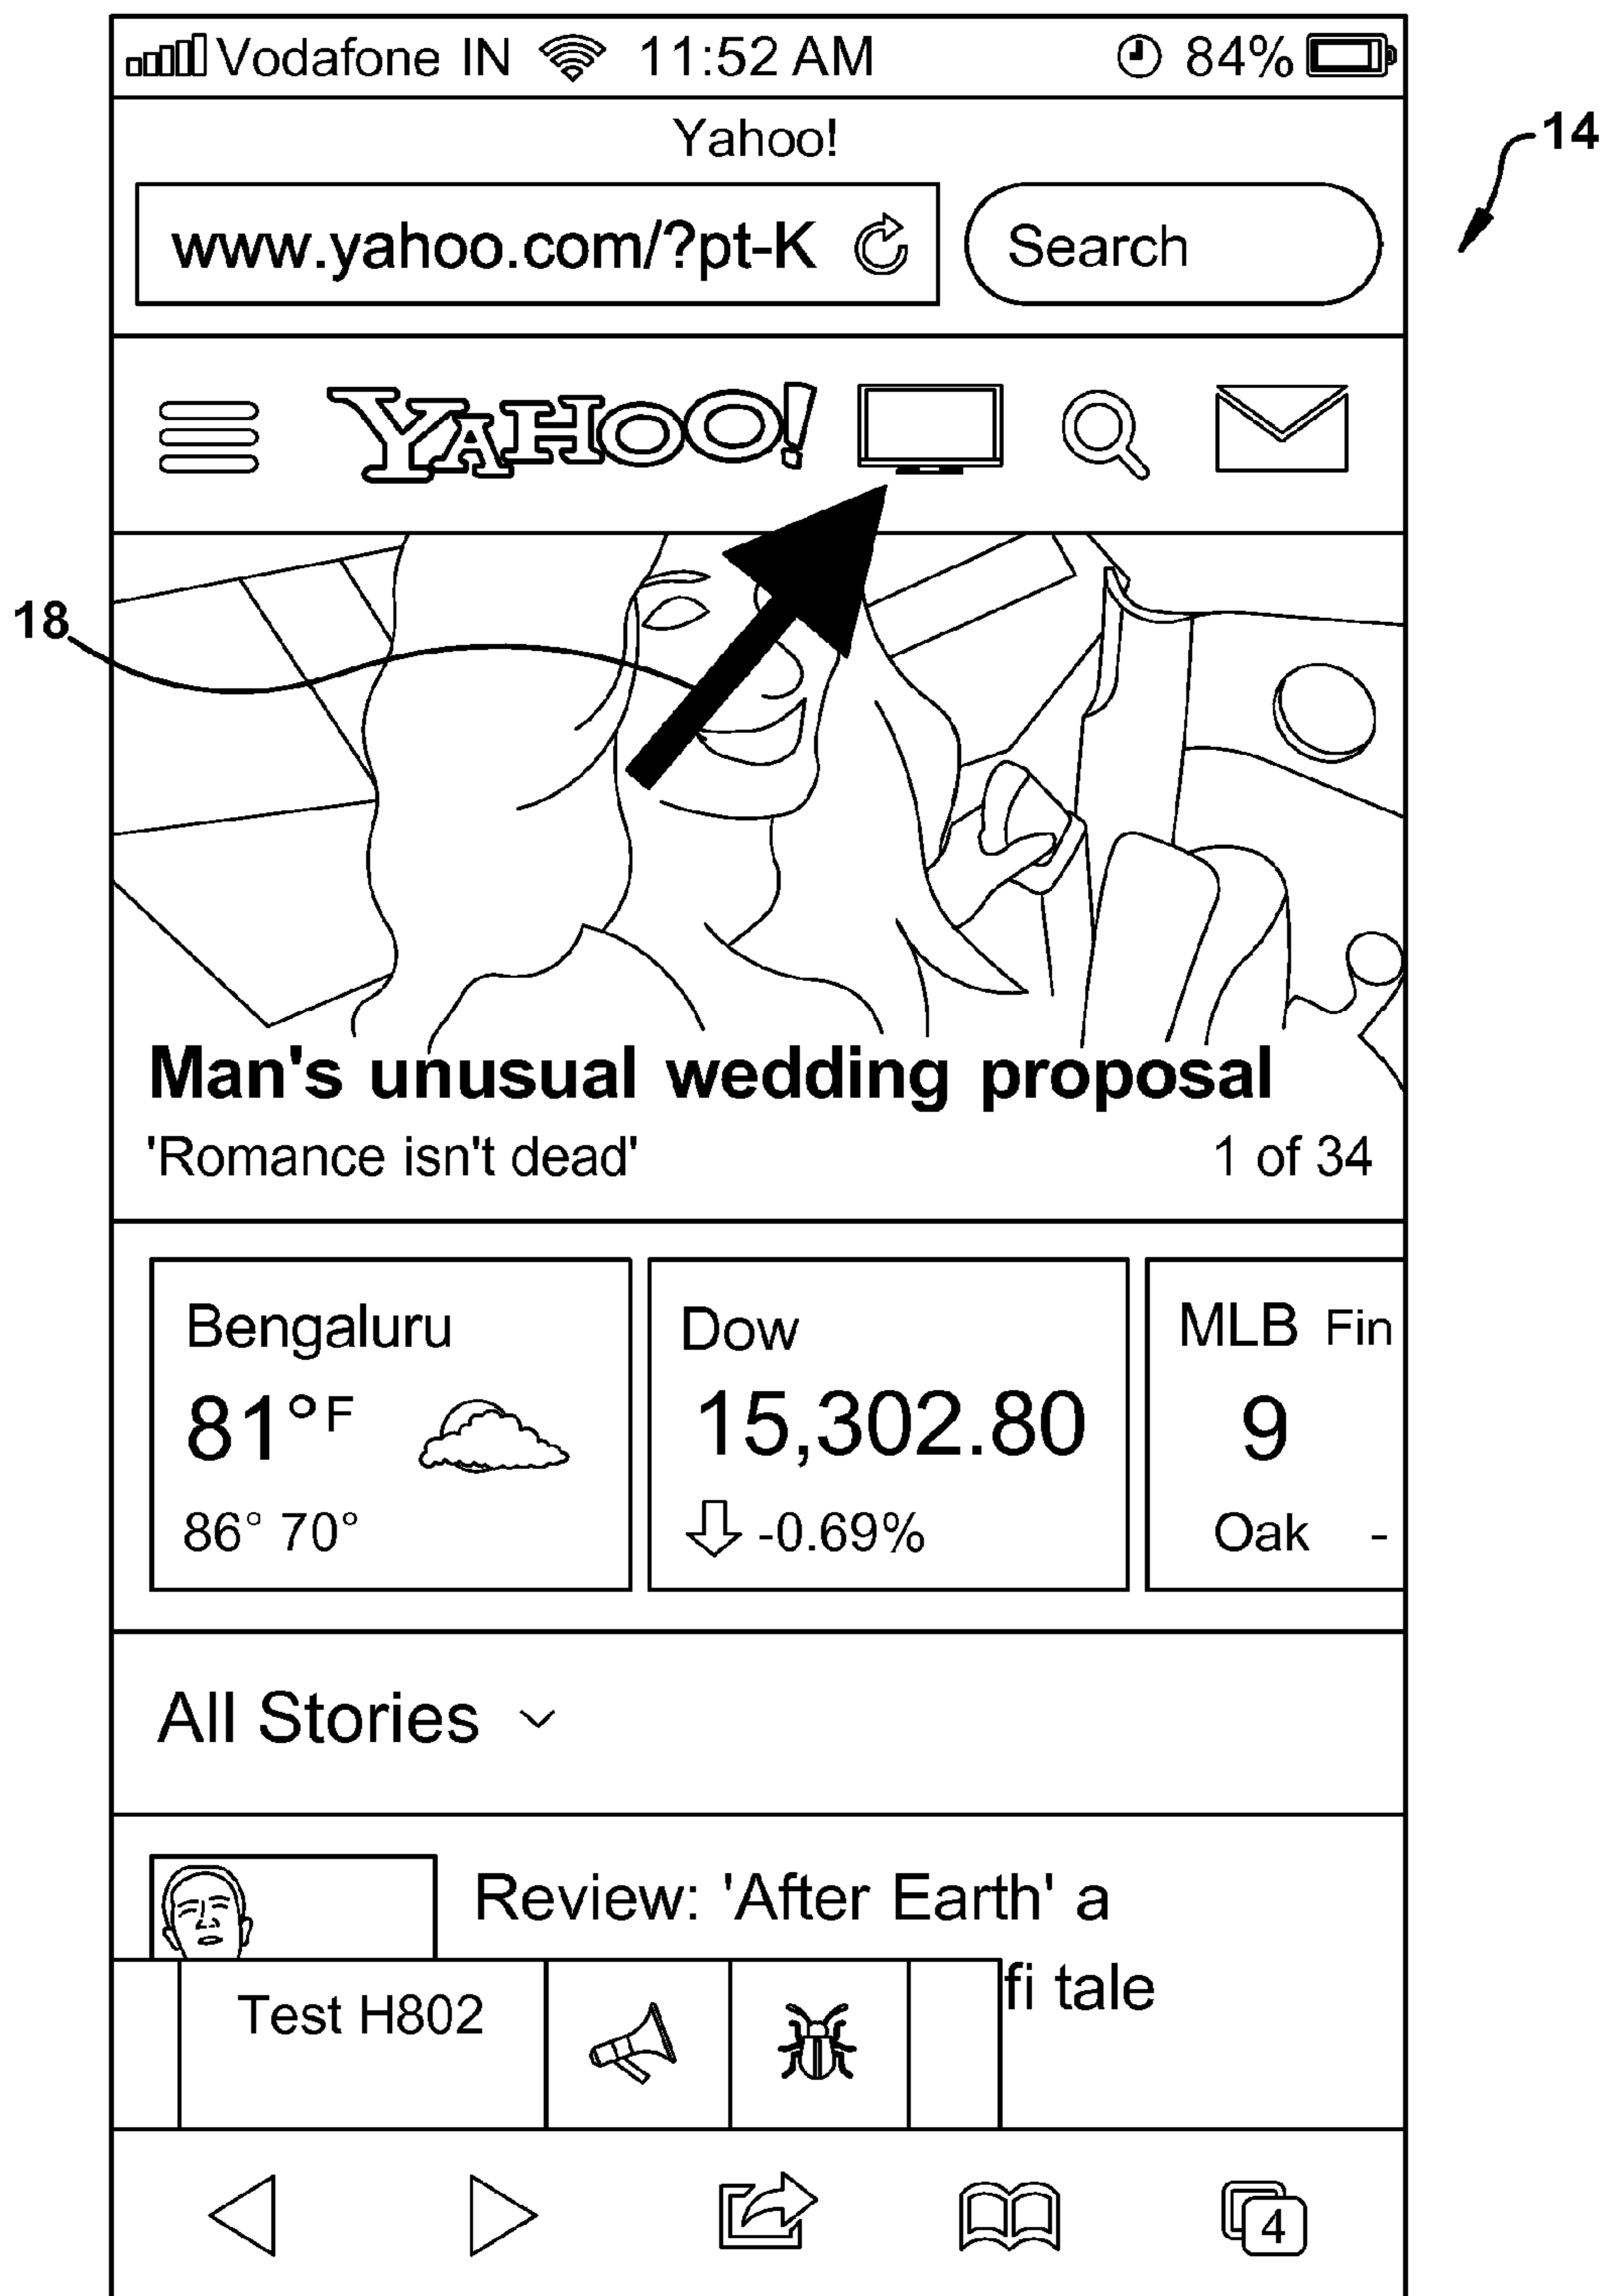 Vodafone IN 11:52 AM 84%
Yahoo!
14
www.yahoo.com/?pt-K Search
YAHOO!
18
Man's unusual wedding proposal
'Romance isn't dead' 1 of 34
Bengaluru
81°F
86° 70°
Dow
15,302.80
-0.69%
MLB Fin
9
Oak -
All Stories
Review: 'After Earth' a
fi tale
Test H802
4